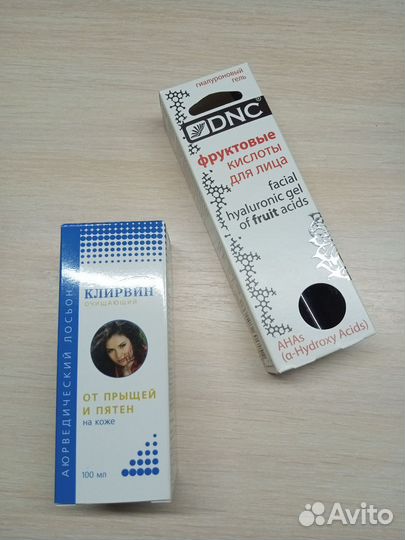 гиалуроновый
гель
DNC®
фруктовые
кислоты
для лица
facial
hyaluronic gel
of fruit acids
AHAs
(α-Hydroxy Acids)
АЮРВЕДИЧЕСКИЙ ЛОСЬОН
КЛИРВИН
ОЧИЩАЮЩИЙ
ОТ ПРЫЩЕЙ
И ПЯТЕН
на коже
100 мл
Avito